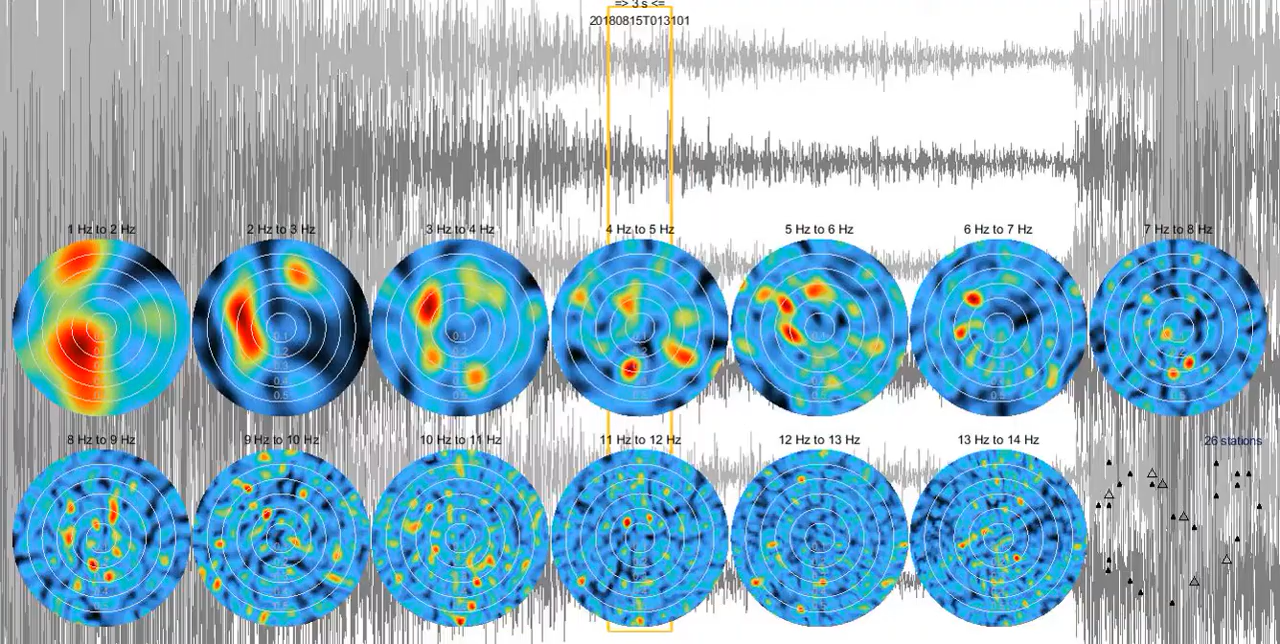 => 3 s <=
20180815T013101
1 Hz to 2 Hz
2 Hz to 3 Hz
3 Hz to 4 Hz
4 Hz to 5 Hz
5 Hz to 6 Hz
6 Hz to 7 Hz
7 Hz to 8 Hz
8 Hz to 9 Hz
9 Hz to 10 Hz
10 Hz to 11 Hz
11 Hz to 12 Hz
12 Hz to 13 Hz
13 Hz to 14 Hz
26 stations